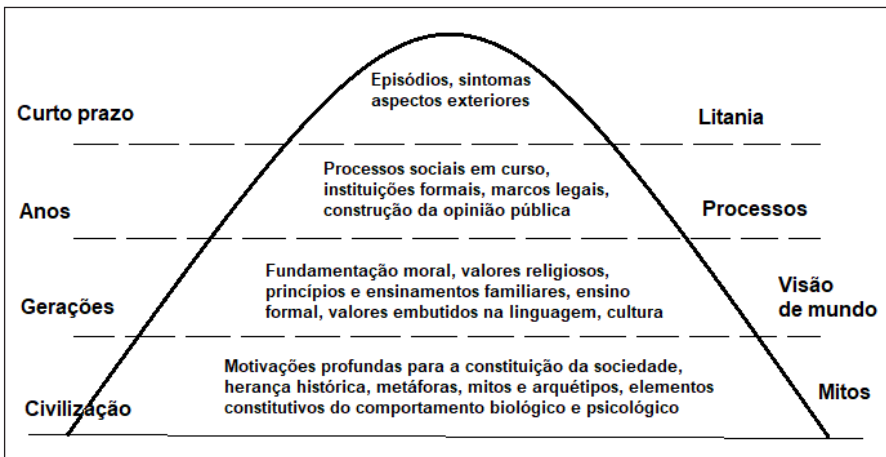 Episódios, sintomas
aspectos exteriores
Curto prazo
Litania
Processos sociais em curso,
instituições formais, marcos legais,
construção da opinião pública
Anos
Processos
Fundamentação moral, valores religiosos,
princípios e ensinamentos familiares, ensino
formal, valores embutidos na linguagem, cultura
Gerações
Visão
de mundo
Motivações profundas para a constituição da sociedade,
herança histórica, metáforas, mitos e arquétipos, elementos
constitutivos do comportamento biológico e psicológico
Civilização
Mitos